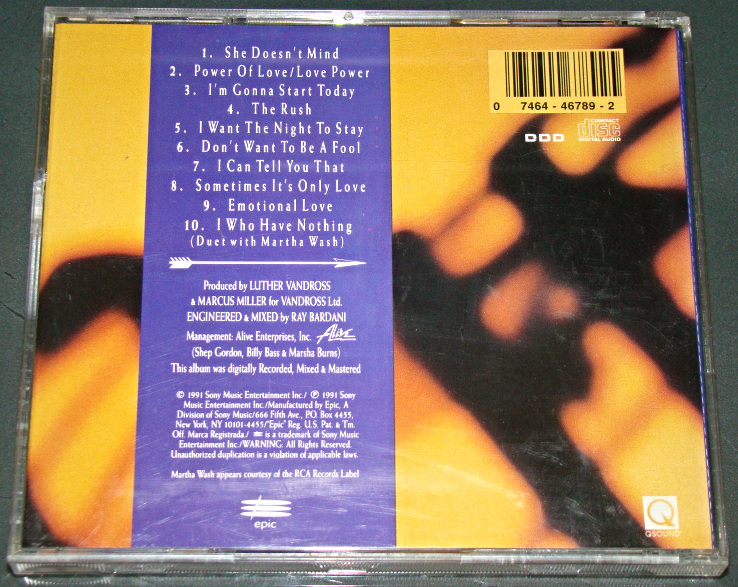 1. She Doesn't Mind
2. Power Of Love/Love Power
3. I'm Gonna Start Today
4. The Rush
5. I Want The Night To Stay
6. Don't Want To Be A Fool
7. I Can Tell You That
8. Sometimes It's Only Love
9. Emotional Love
10. I Who Have Nothing
(Duet with Martha Wash)
Produced by LUTHER VANDROSS
& MARCUS MILLER for VANDROSS Ltd.
ENGINEERED & MIXED by RAY BARDANI
Management: Alive Enterprises, Inc. Alive
(Shep Gordon, Billy Bass & Marsha Burns)
This album was digitally Recorded, Mixed & Mastered
© 1991 Sony Music Entertainment Inc./ ℗ 1991 Sony
Music Entertainment Inc./Manufactured by Epic, A
Division of Sony Music/666 Fifth Ave., P.O. Box 4455,
New York, NY 10101-4455/"Epic" Reg. U.S. Pat. & Tm.
Off. Marca Registrada./ is a trademark of Sony Music
Entertainment Inc./WARNING: All Rights Reserved.
Unauthorized duplication is a violation of applicable laws.
Martha Wash appears courtesy of the RCA Records Label
epic
0 7464 - 46789 - 2
DDD
COMPACT
disc
DIGITAL AUDIO
Q
QSOUND